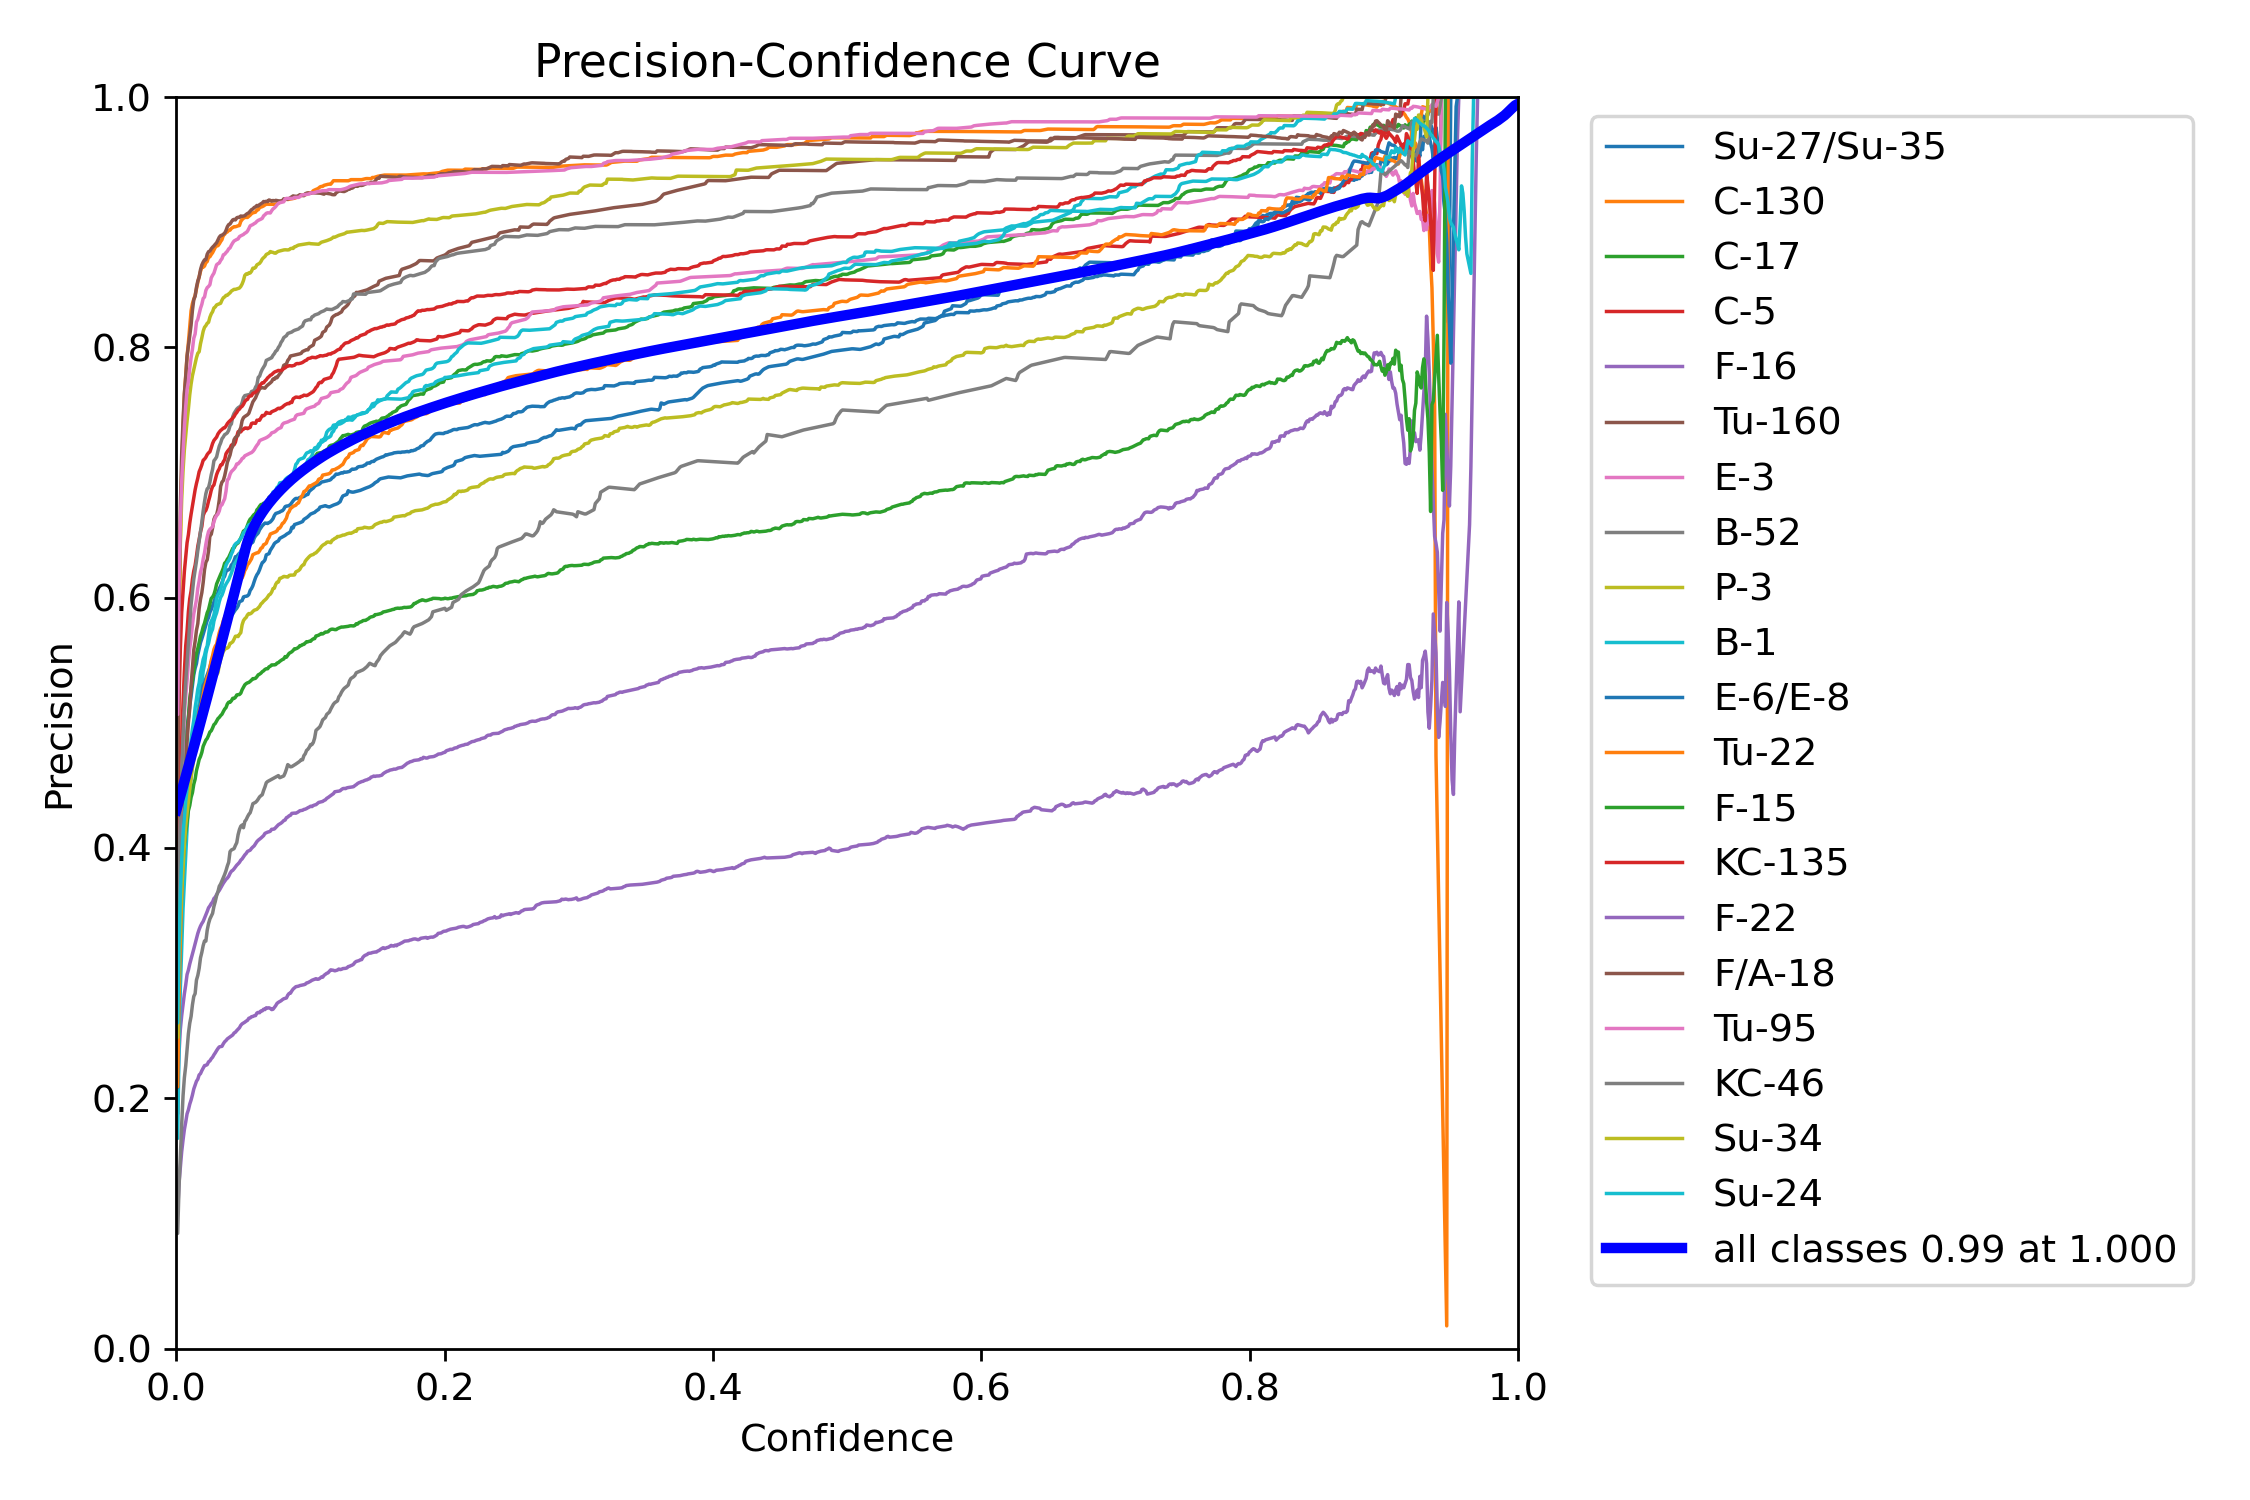 Precision-Confidence Curve
1.0
0.8
0.6
0.4
0.2
0.0
Precision
0.0 0.2 0.4 0.6 0.8 1.0
Confidence
Su-27/Su-35
C-130
C-17
C-5
F-16
Tu-160
E-3
B-52
P-3
B-1
E-6/E-8
Tu-22
F-15
KC-135
F-22
F/A-18
Tu-95
KC-46
Su-34
Su-24
all classes 0.99 at 1.000